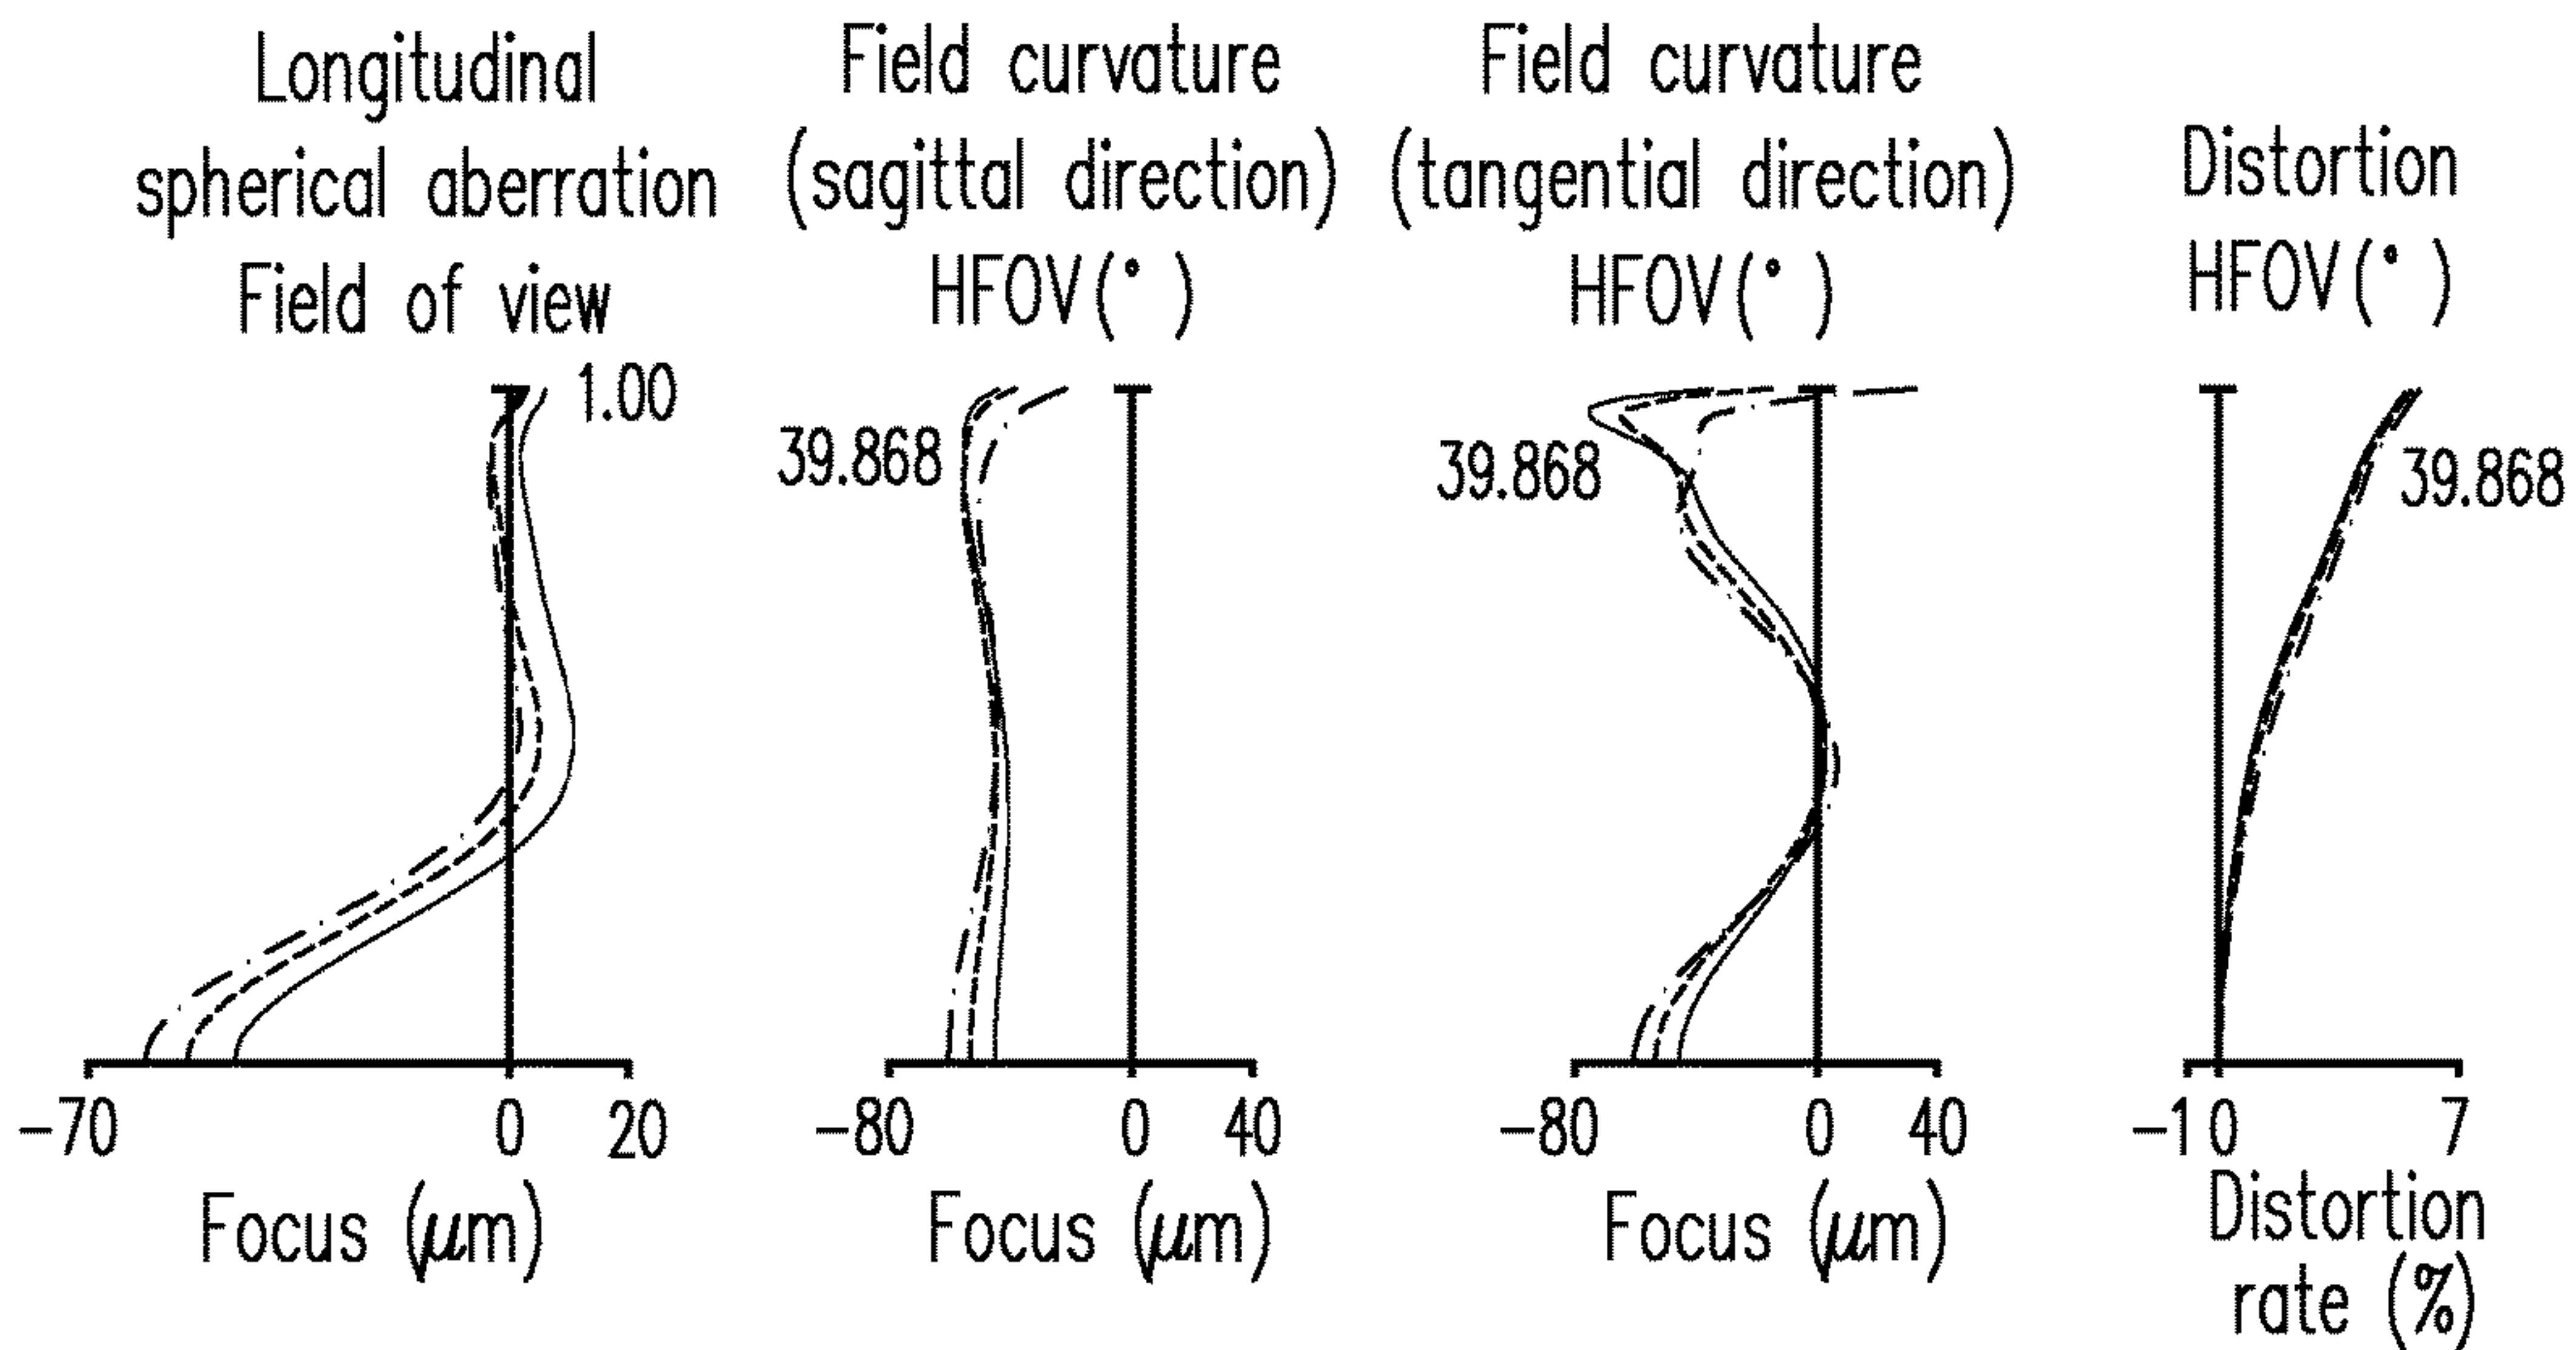 Longitudinal
spherical aberration
Field of view
1.00
-70 0 20
Focus (μm)
Field curvature
(sagittal direction)
HFOV(° )
39.868
-80 0 40
Focus (μm)
Field curvature
(tangential direction)
HFOV(° )
39.868
-80 0 40
Focus (μm)
Distortion
HFOV(° )
39.868
-1 0 7
Distortion
rate (%)